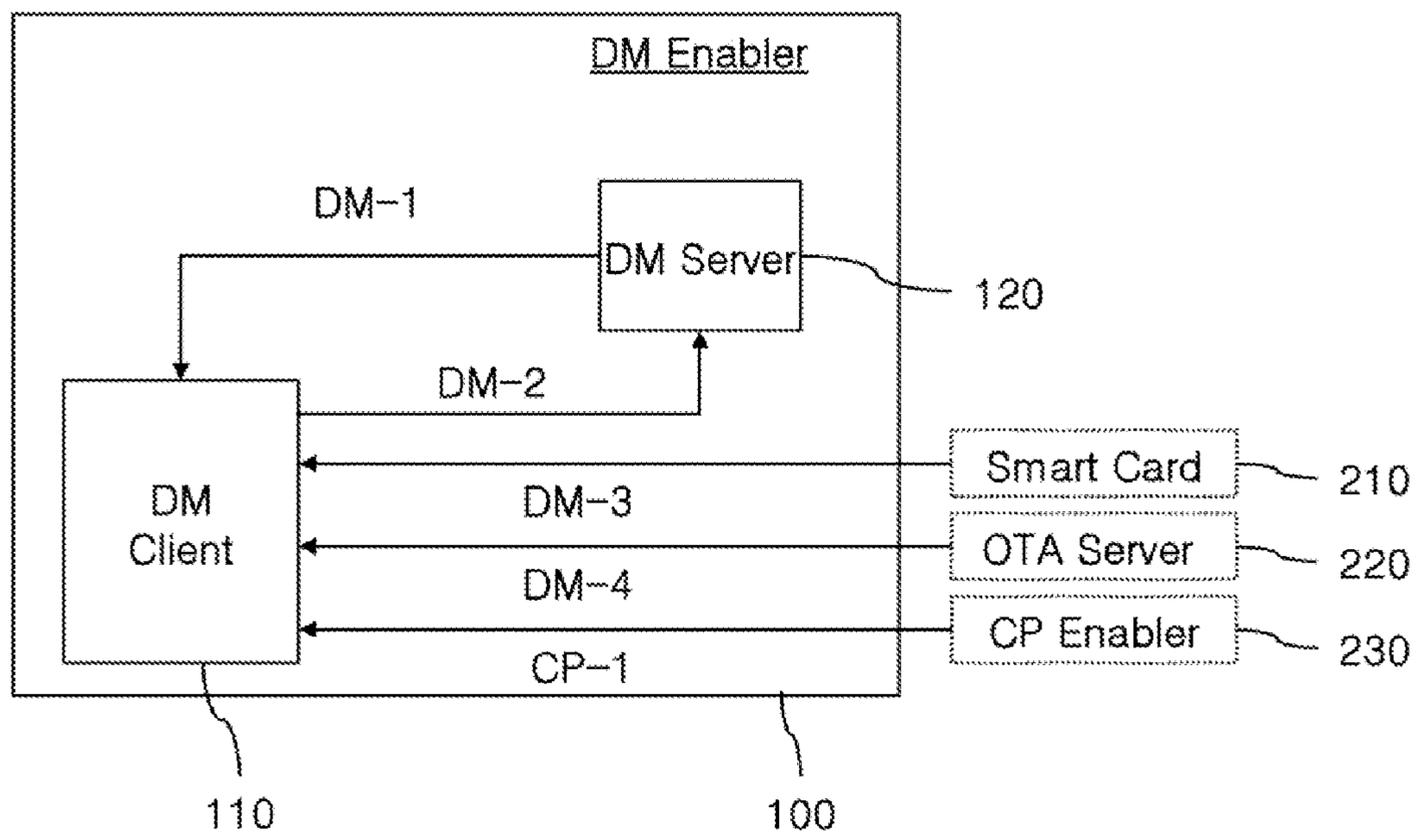 DM Enabler
DM-1
DM Server
120
DM-2
Smart Card
210
DM
Client
DM-3
OTA Server
220
DM-4
CP Enabler
230
CP-1
110
100